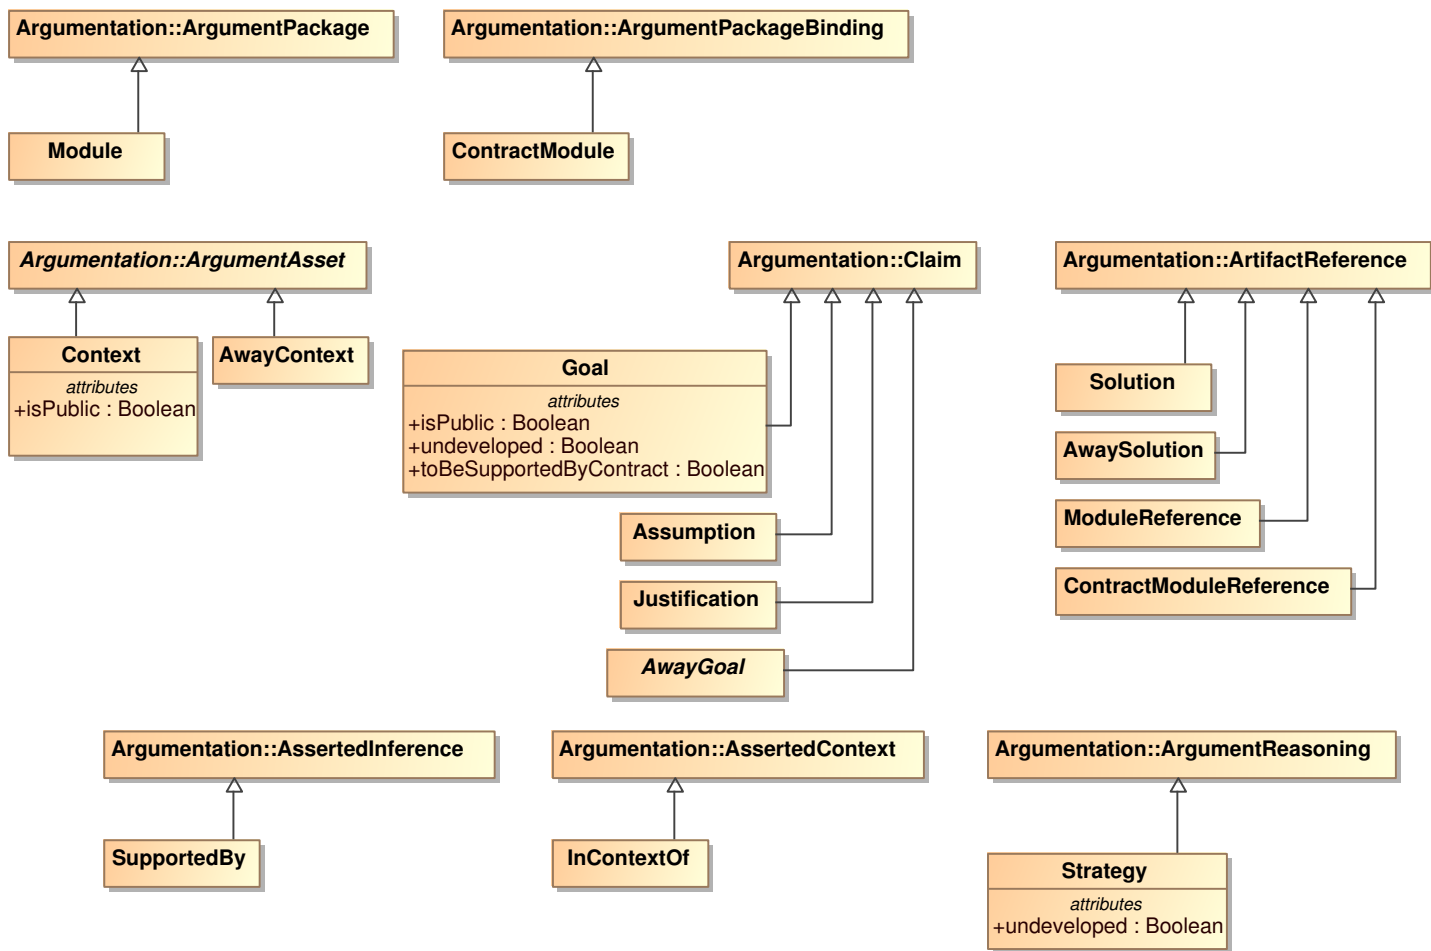 Argumentation::ArgumentPackage
Argumentation::ArgumentPackageBinding
Module
ContractModule
Argumentation::ArgumentAsset
Argumentation::Claim
Argumentation::ArtifactReference
Context
attributes
+isPublic : Boolean
AwayContext
Goal
attributes
+isPublic : Boolean
+undeveloped : Boolean
+toBeSupportedByContract : Boolean
Assumption
Justification
AwayGoal
Solution
AwaySolution
ModuleReference
ContractModuleReference
Argumentation::AssertedInference
Argumentation::AssertedContext
Argumentation::ArgumentReasoning
SupportedBy
InContextOf
Strategy
attributes
+undeveloped : Boolean